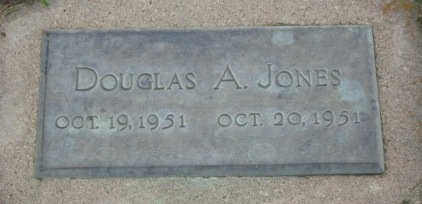 DOUGLAS A. JONES
OCT. 19, 1951 OCT. 20, 1951